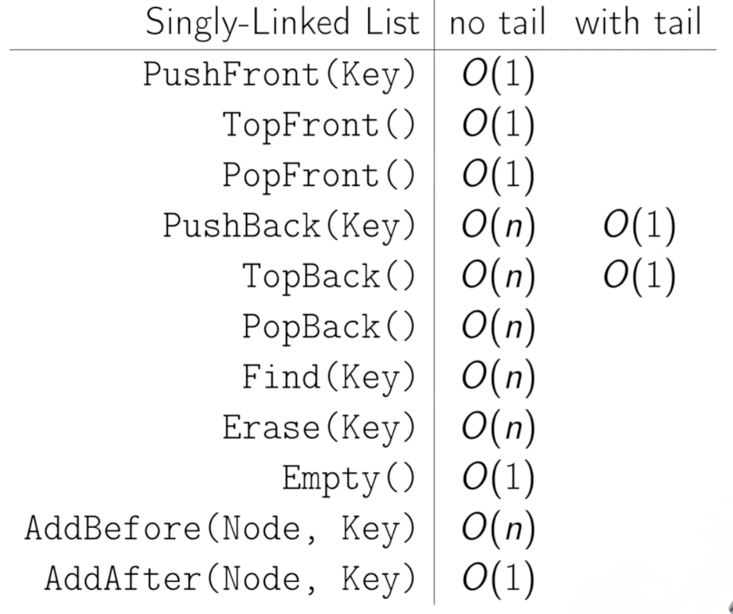 Singly-Linked List no tail with tail
PushFront(Key) O(1)
TopFront() O(1)
PopFront() O(1)
PushBack(Key) O(n) O(1)
TopBack() O(n) O(1)
PopBack() O(n)
Find(Key) O(n)
Erase(Key) O(n)
Empty() O(1)
AddBefore(Node, Key) O(n)
AddAfter(Node, Key) O(1)